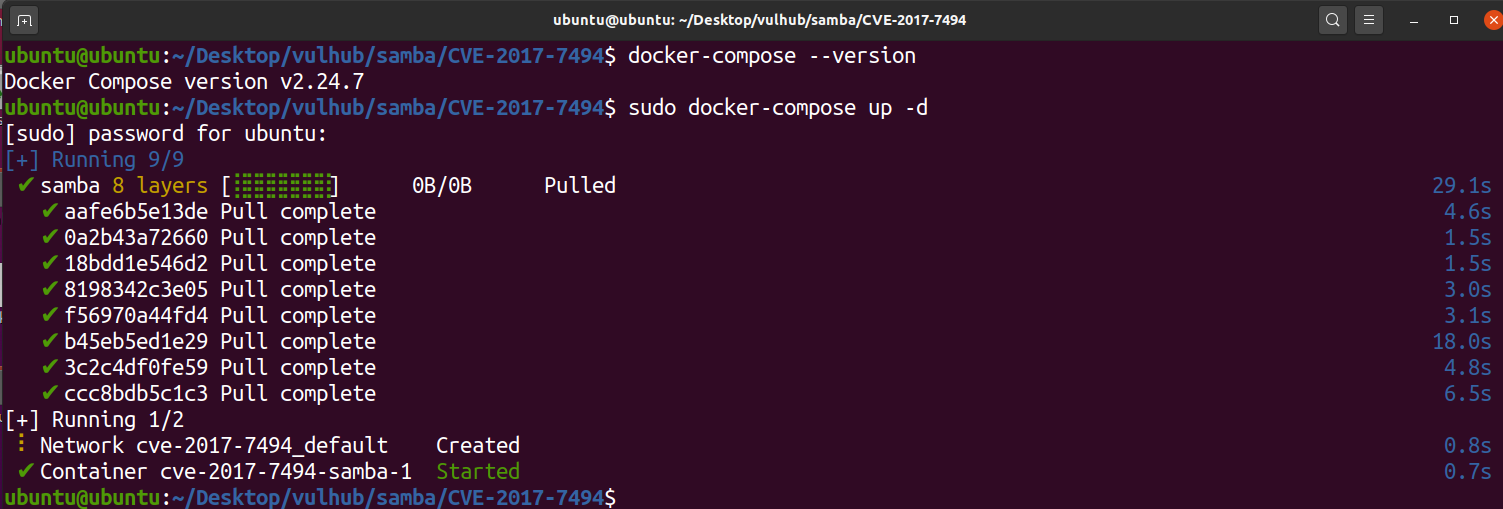 ubuntu@ubuntu: ~/Desktop/vulhub/samba/CVE-2017-7494
ubuntu@ubuntu:~/Desktop/vulhub/samba/CVE-2017-7494$ docker-compose --version
Docker Compose version v2.24.7
ubuntu@ubuntu:~/Desktop/vulhub/samba/CVE-2017-7494$ sudo docker-compose up -d
[sudo] password for ubuntu:
[+] Running 9/9
✔ samba 8 layers [⣿⣿⣿⣿⣿⣿⣿⣿] 0B/0B Pulled 29.1s
✔ aafe6b5e13de Pull complete 4.6s
✔ 0a2b43a72660 Pull complete 1.5s
✔ 18bdd1e546d2 Pull complete 1.5s
✔ 8198342c3e05 Pull complete 3.0s
✔ f56970a44fd4 Pull complete 3.1s
✔ b45eb5ed1e29 Pull complete 18.0s
✔ 3c2c4df0fe59 Pull complete 4.8s
✔ ccc8bdb5c1c3 Pull complete 6.5s
[+] Running 1/2
⠸ Network cve-2017-7494_default Created 0.8s
✔ Container cve-2017-7494-samba-1 Started 0.7s
ubuntu@ubuntu:~/Desktop/vulhub/samba/CVE-2017-7494$